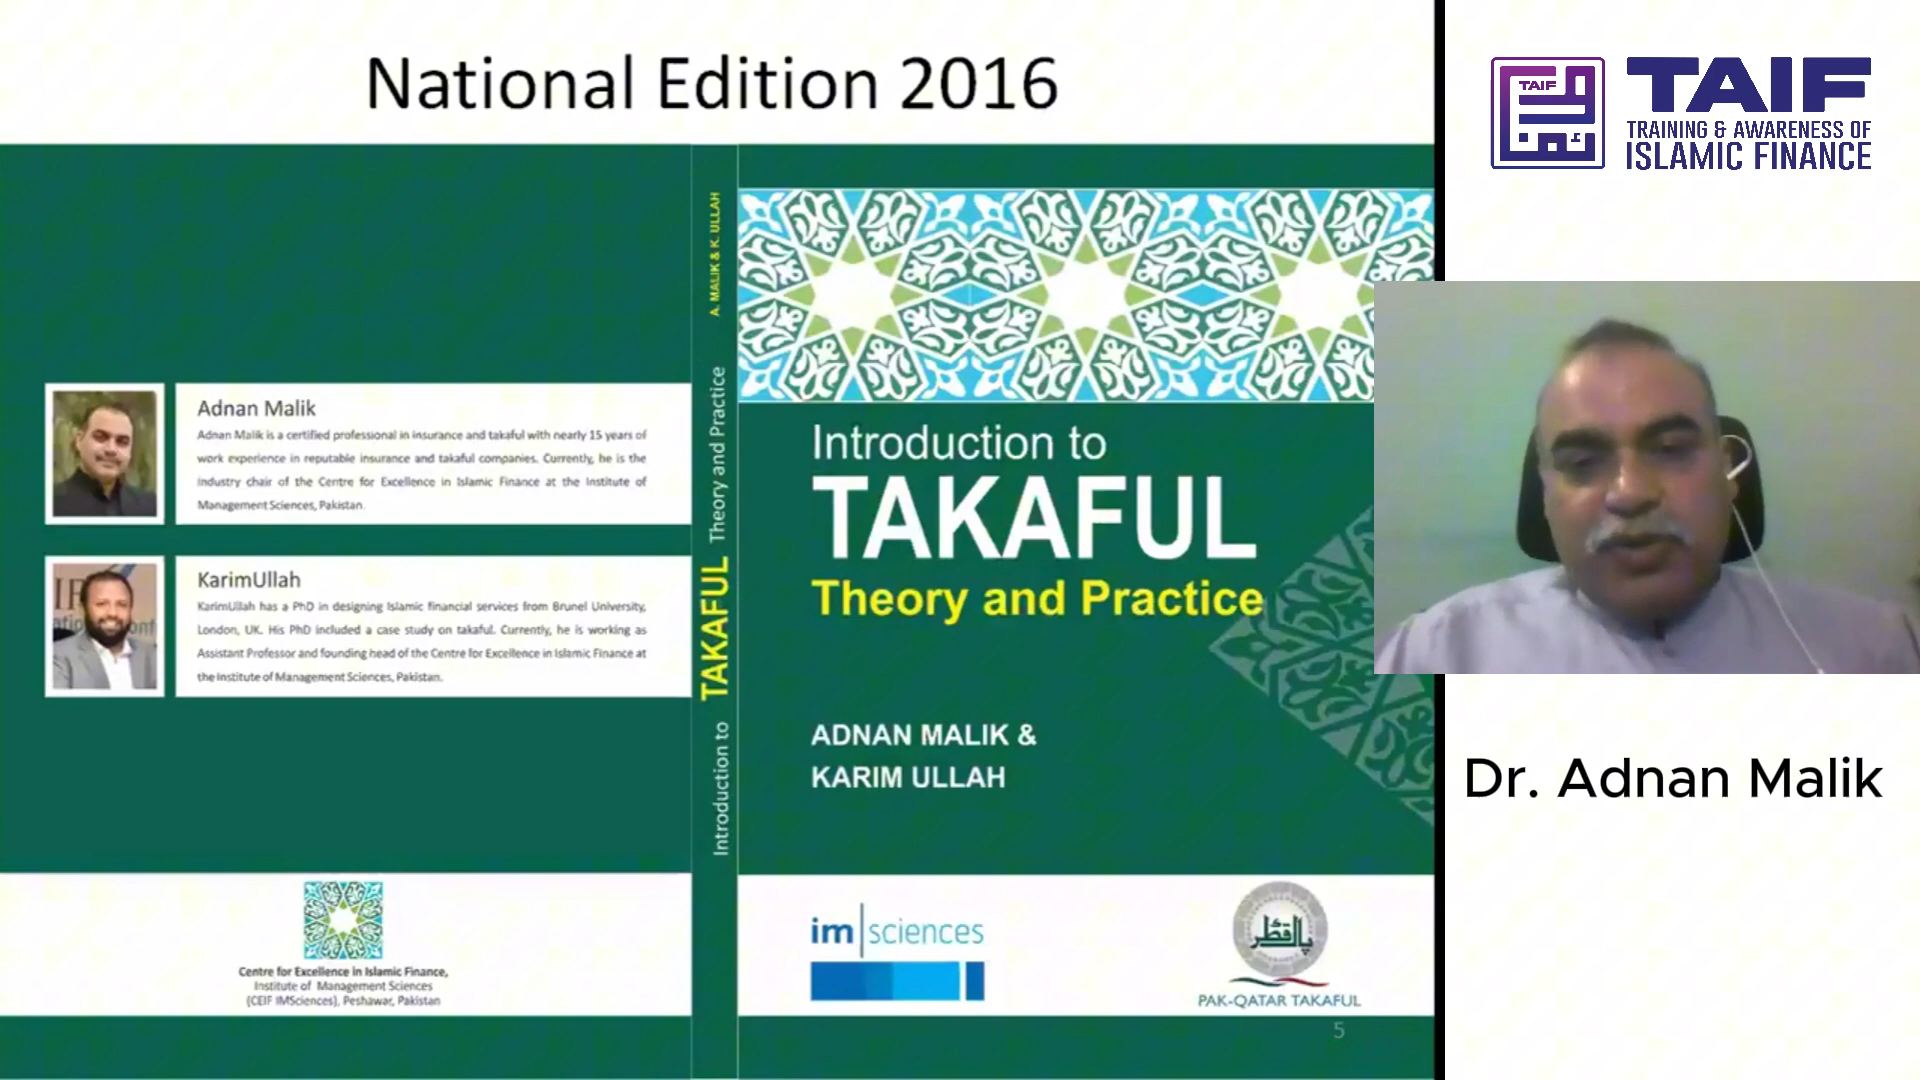 National Edition 2016
Adnan Malik
Adnan Malik is a certified professional in insurance and takaful with nearly 15 years of
work experience in reputable insurance and takaful companies. Currently, he is the
industry chair of the Centre for Excellence in Islamic Finance at the Institute of
Management Sciences, Pakistan.
KarimUllah
KarimUllah has a PhD in designing Islamic financial services from Brunel University,
London, UK. His PhD included a case study on takaful. Currently, he is working as
Assistant Professor and founding head of the Centre for Excellence in Islamic Finance at
the Institute of Management Sciences, Pakistan.
Centre for Excellence in Islamic Finance,
Institute of Management Sciences
(CEIF IMSciences), Peshawar, Pakistan
Introduction to TAKAFUL Theory and Practice A. MALIK & K. ULLAH
Introduction to
TAKAFUL
Theory and Practice
ADNAN MALIK &
KARIM ULLAH
im sciences
پاک قطر
PAK-QATAR TAKAFUL
5
TAIF
TAIF
TRAINING & AWARENESS OF
ISLAMIC FINANCE
Dr. Adnan Malik